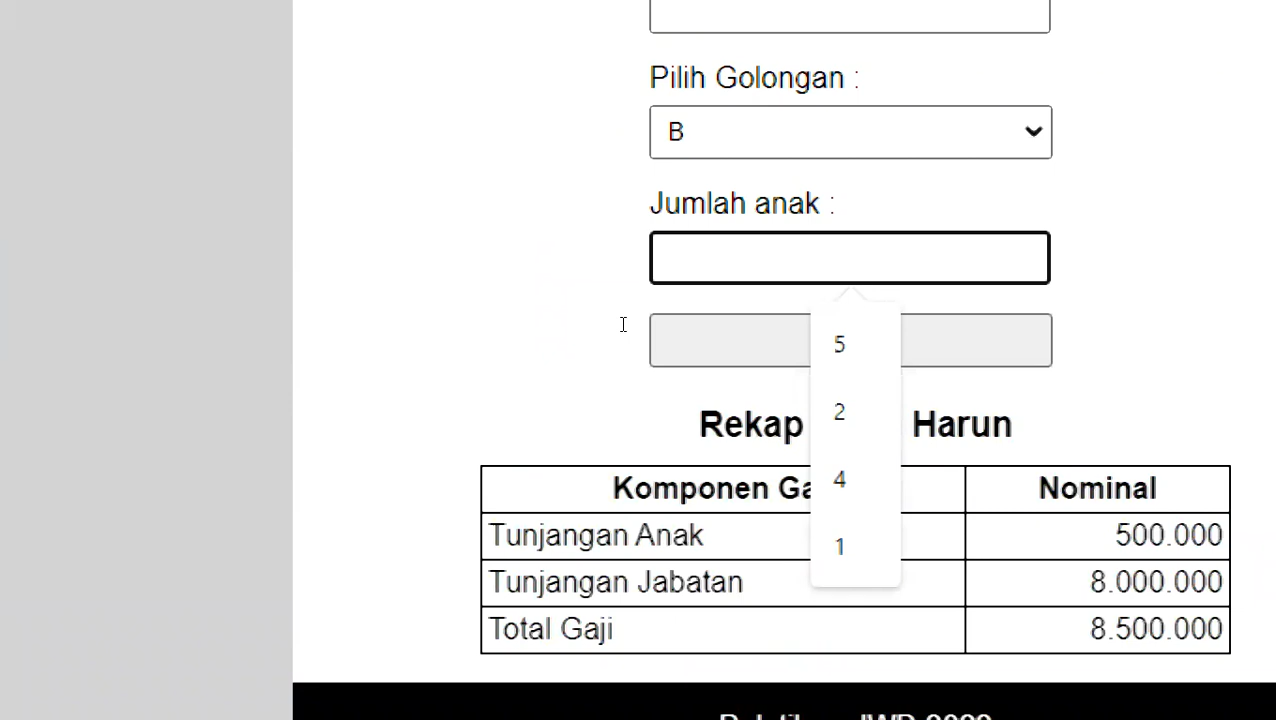 Pilih Golongan :
B
Jumlah anak :
5
2
4
1
Rekap Harun
Komponen Nominal
Tunjangan Anak 500.000
Tunjangan Jabatan 8.000.000
Total Gaji 8.500.000